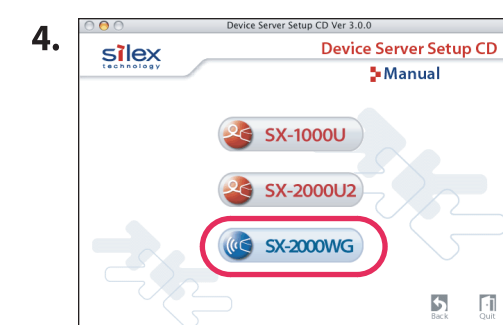 4.
Device Server Setup CD Ver 3.0.0
silex
technology
Device Server Setup CD
Manual
SX-1000U
SX-2000U2
SX-2000WG
Back
Quit